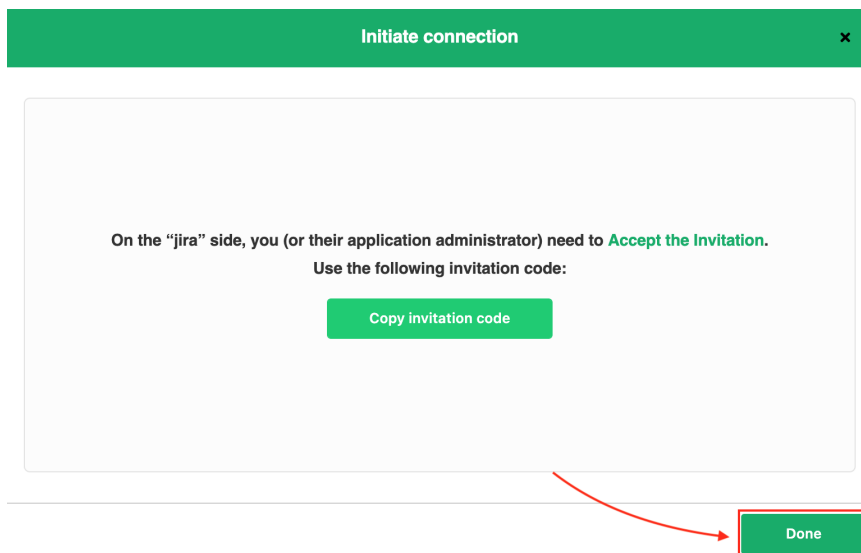 Initiate connection
×
On the “jira” side, you (or their application administrator) need to Accept the Invitation.
Use the following invitation code:
Copy invitation code
Done